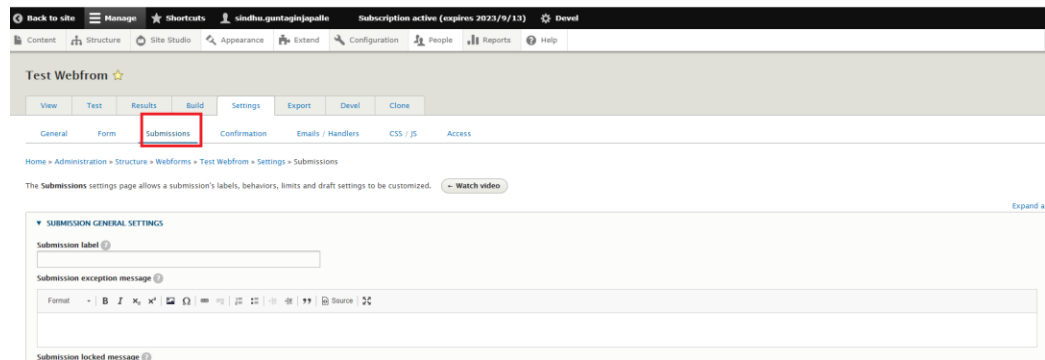 Back to site Manage Shortcuts sindhu.guntaginjapalle Subscription active (expires 2023/9/13) Devel
Content Structure Site Studio Appearance Extend Configuration People Reports Help
Test Webfrom
View Test Results Build Settings Export Devel Clone
General Form Submissions Confirmation Emails / Handlers CSS / JS Access
Home » Administration » Structure » Webforms » Test Webfrom » Settings » Submissions
The Submissions settings page allows a submission's labels, behaviors, limits and draft settings to be customized. Watch video
Expand a
▼ SUBMISSION GENERAL SETTINGS
Submission label ?
Submission exception message ?
Format B I x₂ x² Ω Source
Submission locked message ?